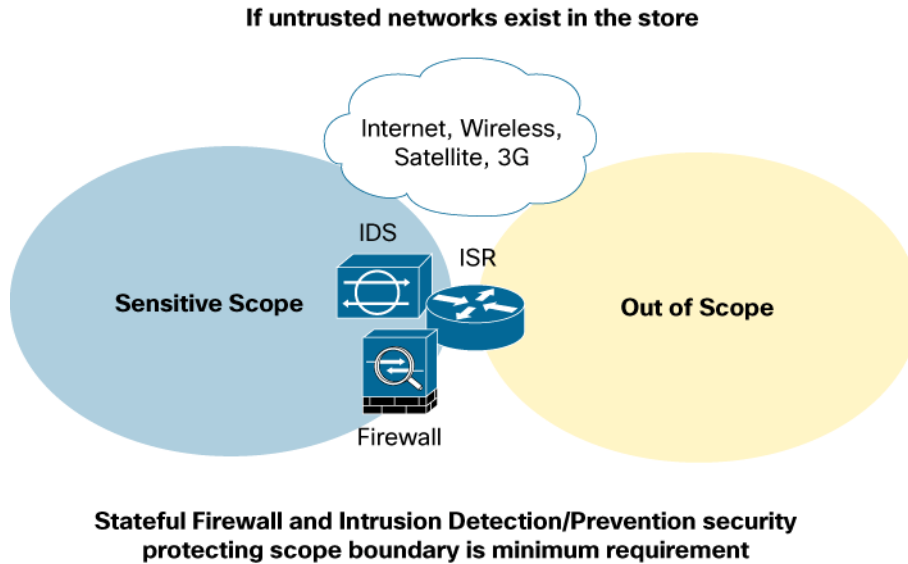 If untrusted networks exist in the store
Internet, Wireless,
Satellite, 3G
IDS
ISR
Sensitive Scope
Out of Scope
Firewall
Stateful Firewall and Intrusion Detection/Prevention security
protecting scope boundary is minimum requirement